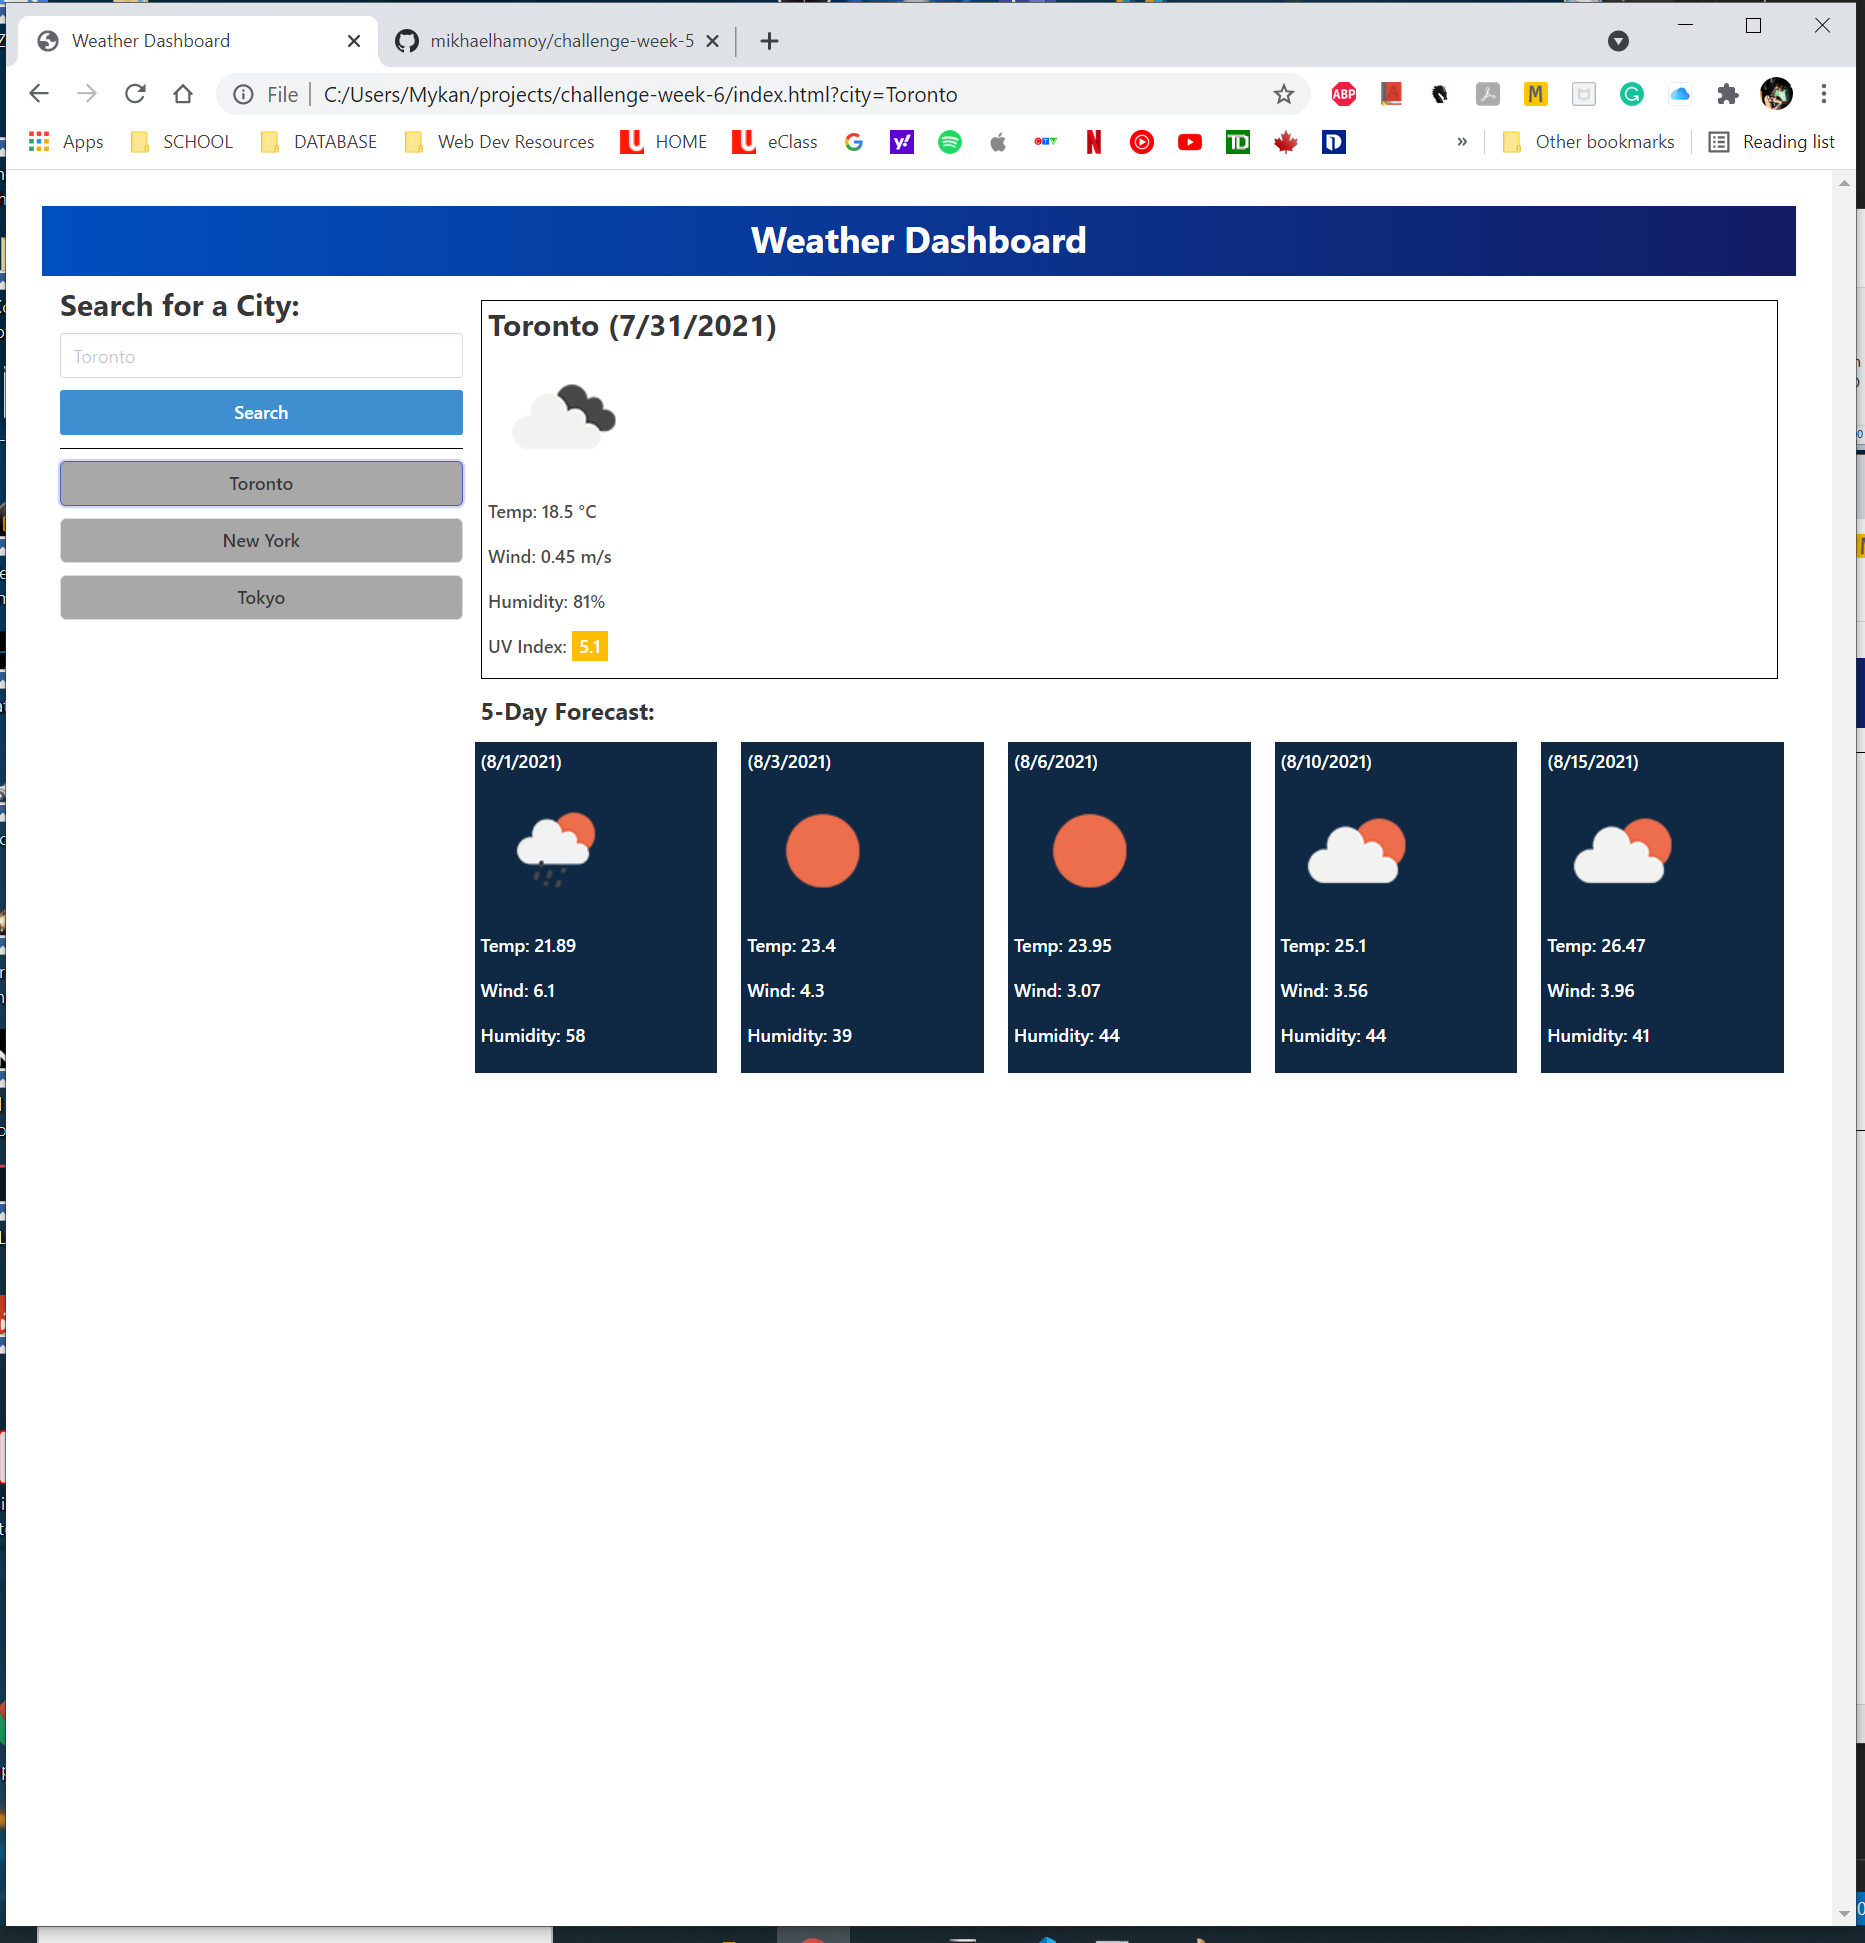 Weather Dashboard
mikhaelhamoy/challenge-week-5
File
C:/Users/Mykan/projects/challenge-week-6/index.html?city=Toronto
ABP
Apps
SCHOOL
DATABASE
Web Dev Resources
HOME
eClass
Other bookmarks
Reading list
Weather Dashboard
Search for a City:
Toronto
Search
Toronto
New York
Tokyo
Toronto (7/31/2021)
Temp: 18.5 °C
Wind: 0.45 m/s
Humidity: 81%
UV Index: 5.1
5-Day Forecast:
(8/1/2021)
Temp: 21.89
Wind: 6.1
Humidity: 58
(8/3/2021)
Temp: 23.4
Wind: 4.3
Humidity: 39
(8/6/2021)
Temp: 23.95
Wind: 3.07
Humidity: 44
(8/10/2021)
Temp: 25.1
Wind: 3.56
Humidity: 44
(8/15/2021)
Temp: 26.47
Wind: 3.96
Humidity: 41